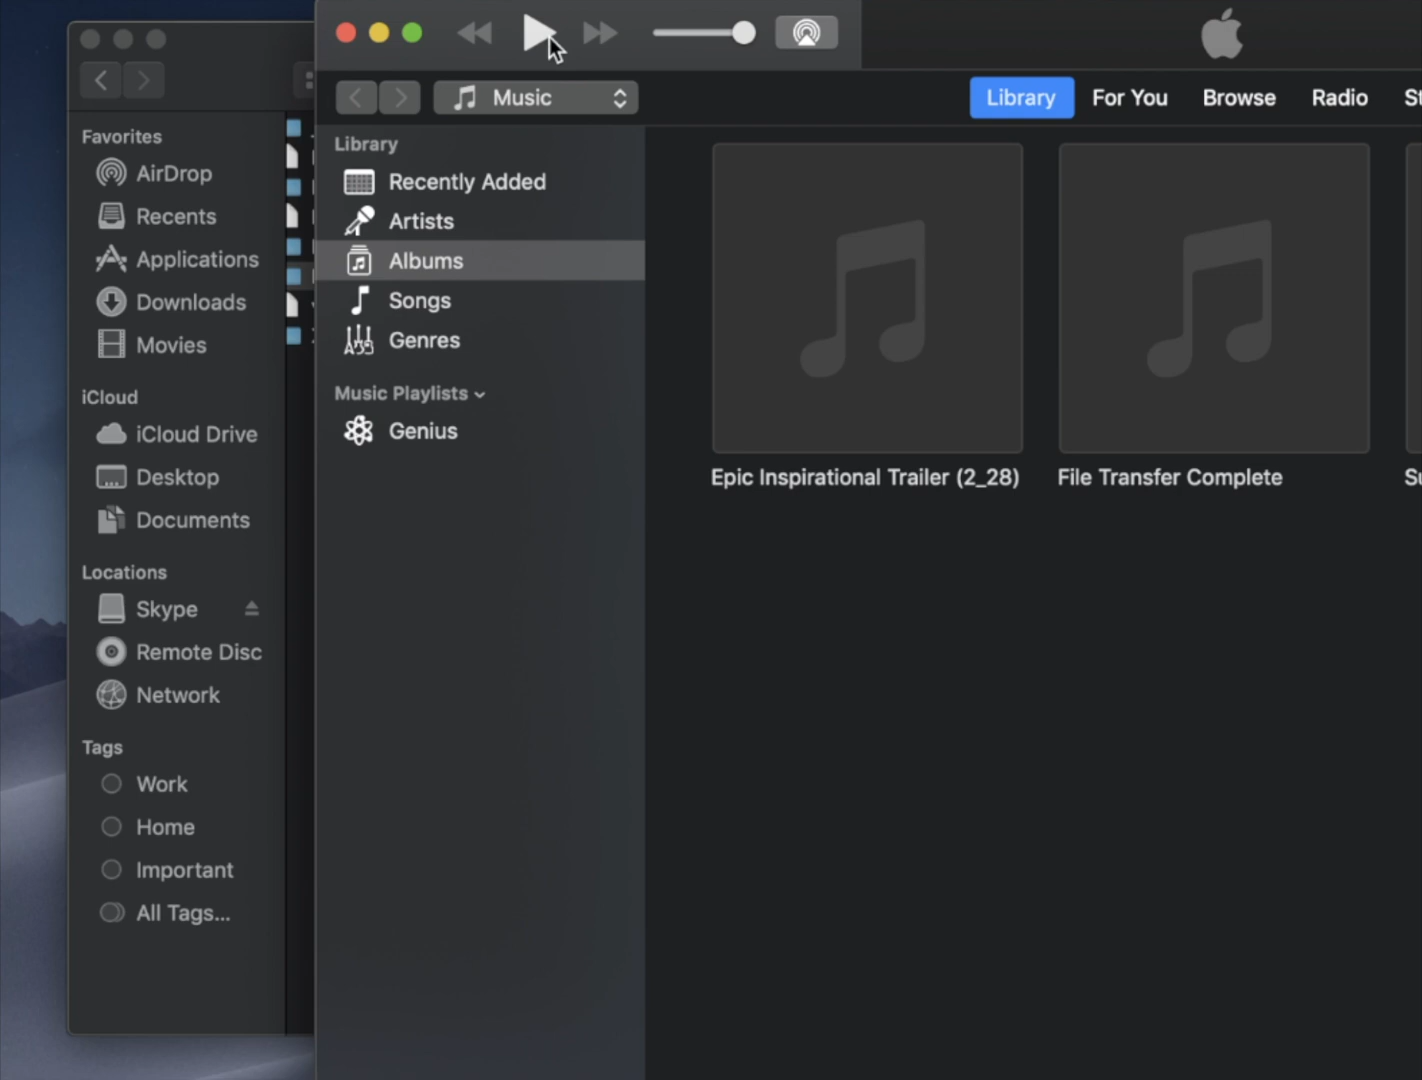 Music
Library
For You
Browse
Radio
Favorites
AirDrop
Recents
Applications
Downloads
Movies
iCloud
iCloud Drive
Desktop
Documents
Locations
Skype
Remote Disc
Network
Tags
Work
Home
Important
All Tags...
Library
Recently Added
Artists
Albums
Songs
Genres
Music Playlists
Genius
Epic Inspirational Trailer (2_28)
File Transfer Complete